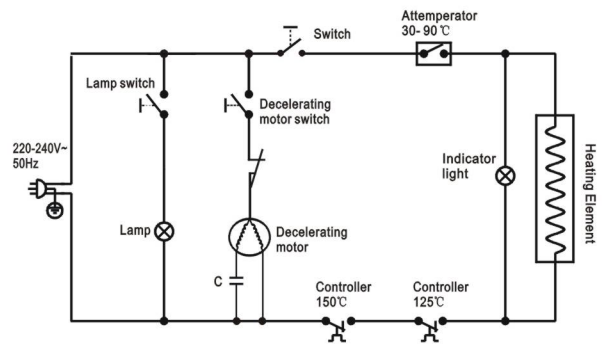 Attemperator
30- 90℃
Switch
Lamp switch
Decelerating
motor switch
220-240V~
50Hz
Indicator
light
Heating Element
Lamp
Decelerating
motor
C
Controller
150℃
Controller
125℃